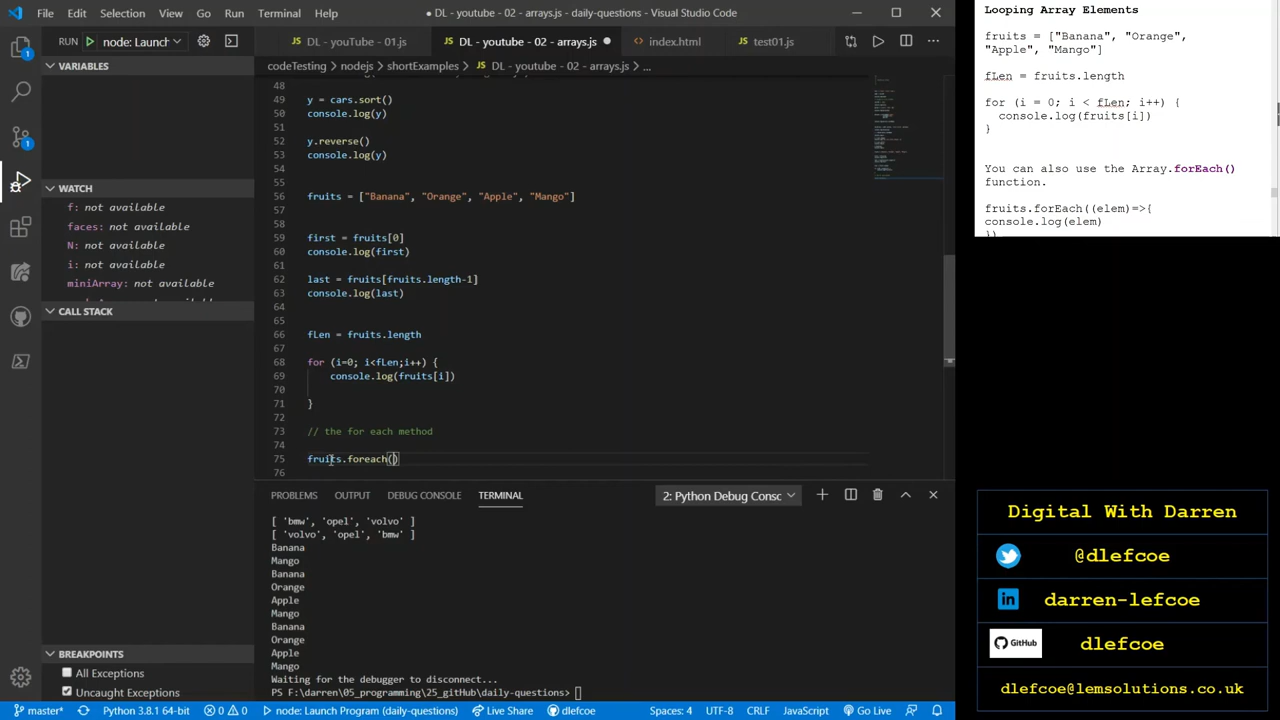 File Edit Selection View Go Run Terminal Help
● DL - youtube - 02 - arrays.js - daily-questions - Visual Studio Code
RUN node: Launch
DL - youTube - 01.js
DL - youtube - 02 - arrays.js ●
index.html
test01.js
codeTesting > nodejs > shortExamples > DL - youtube - 02 - arrays.js > ...
VARIABLES
WATCH
f: not available
faces: not available
N: not available
i: not available
miniArray: not available
CALL STACK
BREAKPOINTS
All Exceptions
Uncaught Exceptions
48
49 y = cars.sort()
50 console.log(y)
51
52 y.reverse()
53 console.log(y)
54
55
56 fruits = ["Banana", "Orange", "Apple", "Mango"]
57
58
59 first = fruits[0]
60 console.log(first)
61
62 last = fruits[fruits.length-1]
63 console.log(last)
64
65
66 fLen = fruits.length
67
68 for (i=0; i<fLen;i++) {
69 console.log(fruits[i])
70
71 }
72
73 // the for each method
74
75 fruits.foreach()
76
PROBLEMS OUTPUT DEBUG CONSOLE TERMINAL
2: Python Debug Consc
[ 'bmw', 'opel', 'volvo' ]
[ 'volvo', 'opel', 'bmw' ]
Banana
Mango
Banana
Orange
Apple
Mango
Banana
Orange
Apple
Mango
Waiting for the debugger to disconnect...
PS F:\darren\05_programming\25_gitHub\daily-questions>
master* Python 3.8.1 64-bit 0 0 node: Launch Program (daily-questions) Live Share dlefcoe Spaces: 4 UTF-8 CRLF JavaScript Go Live
Looping Array Elements
fruits = ["Banana", "Orange",
"Apple", "Mango"]
fLen = fruits.length
for (i = 0; i < fLen; i++) {
console.log(fruits[i])
}
You can also use the Array.forEach()
function.
fruits.forEach((elem)=>{
console.log(elem)
})
Digital With Darren
@dlefcoe
in darren-lefcoe
GitHub dlefcoe
dlefcoe@lemsolutions.co.uk